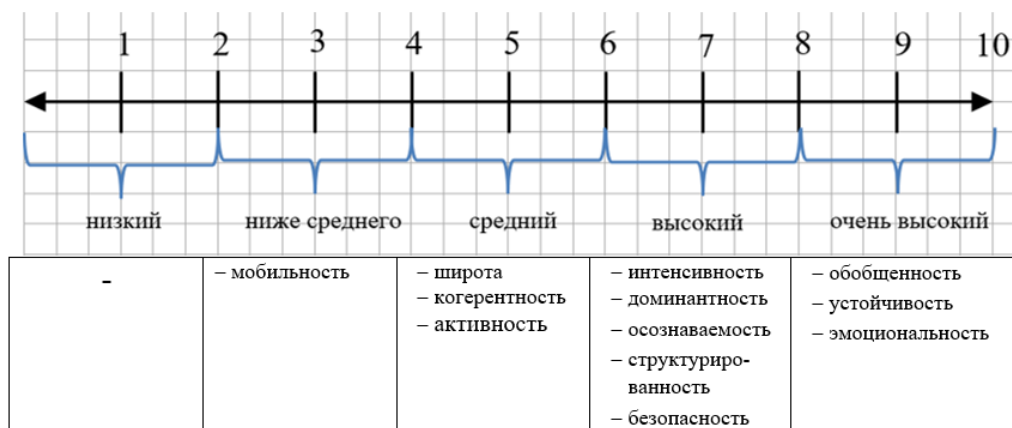 1 2 3 4 5 6 7 8 9 10
низкий ниже среднего средний высокий очень высокий
-
– мобильность
– широта
– когерентность
– активность
– интенсивность
– доминантность
– осознаваемость
– структуриро-
ванность
– безопасность
– обобщенность
– устойчивость
– эмоциональность